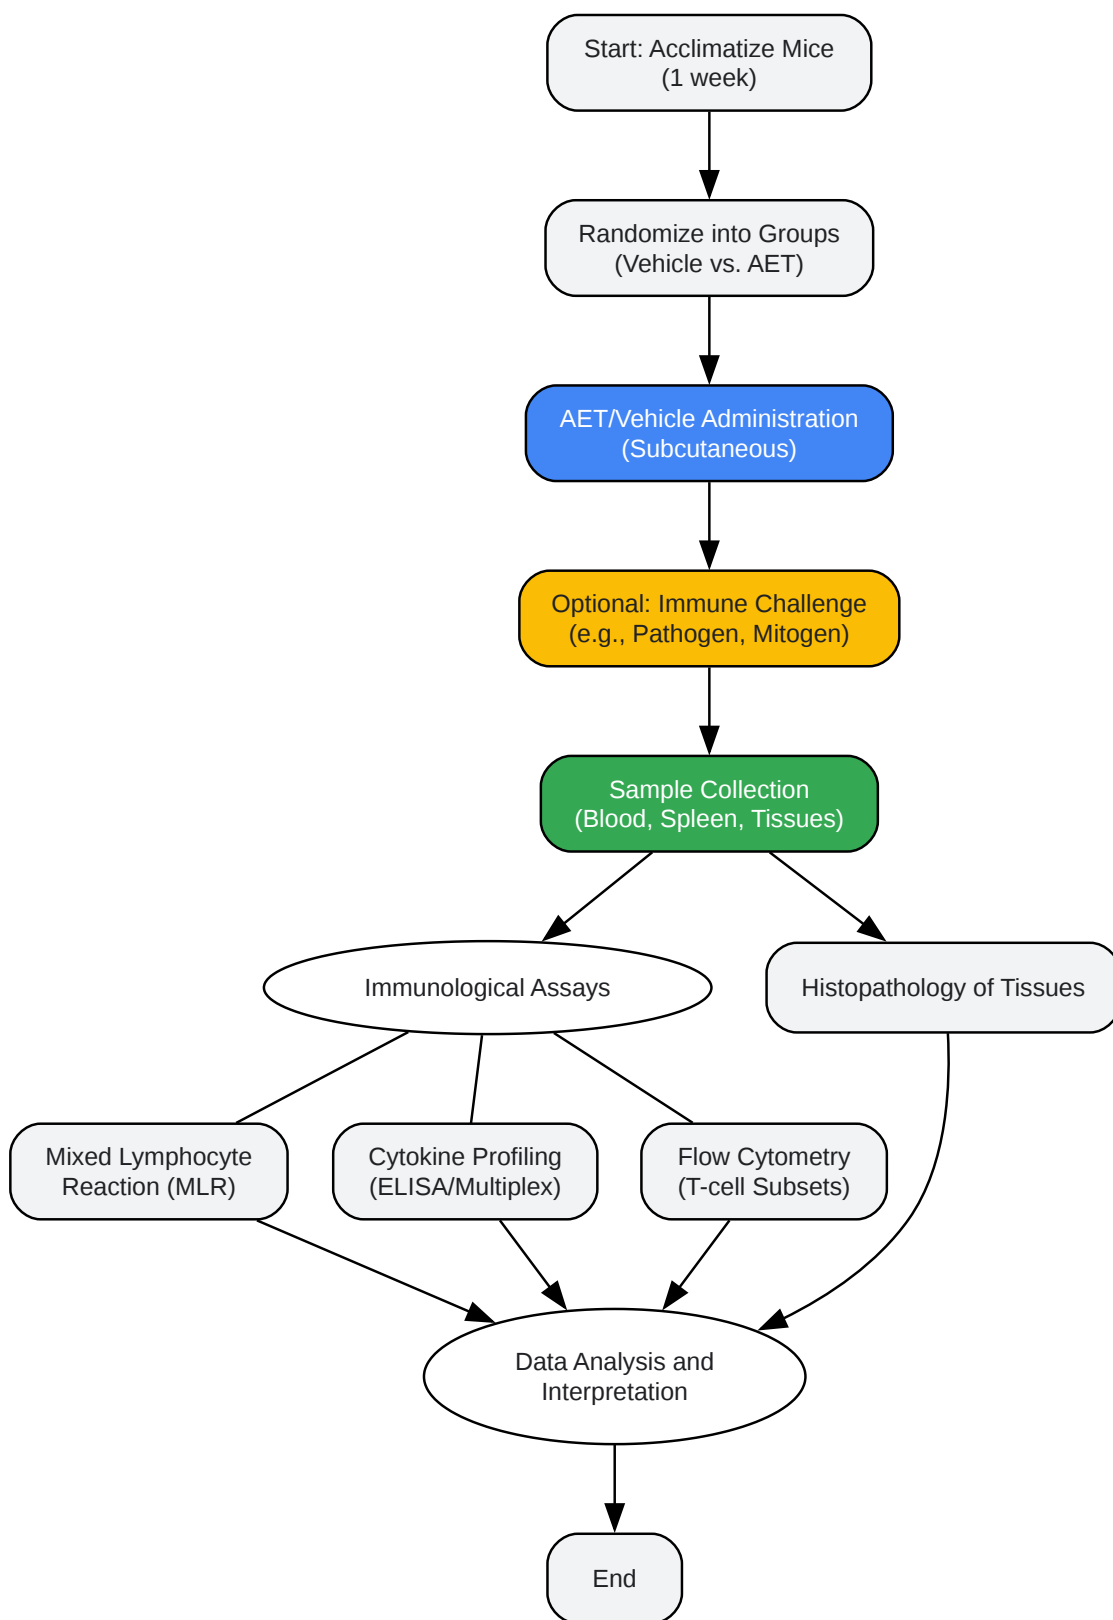 Start: Acclimatize Mice
(1 week)
Randomize into Groups
(Vehicle vs. AET)
AET/Vehicle Administration
(Subcutaneous)
Optional: Immune Challenge
(e.g., Pathogen, Mitogen)
Sample Collection
(Blood, Spleen, Tissues)
Immunological Assays
Histopathology of Tissues
Mixed Lymphocyte
Reaction (MLR)
Cytokine Profiling
(ELISA/Multiplex)
Flow Cytometry
(T-cell Subsets)
Data Analysis and
Interpretation
End